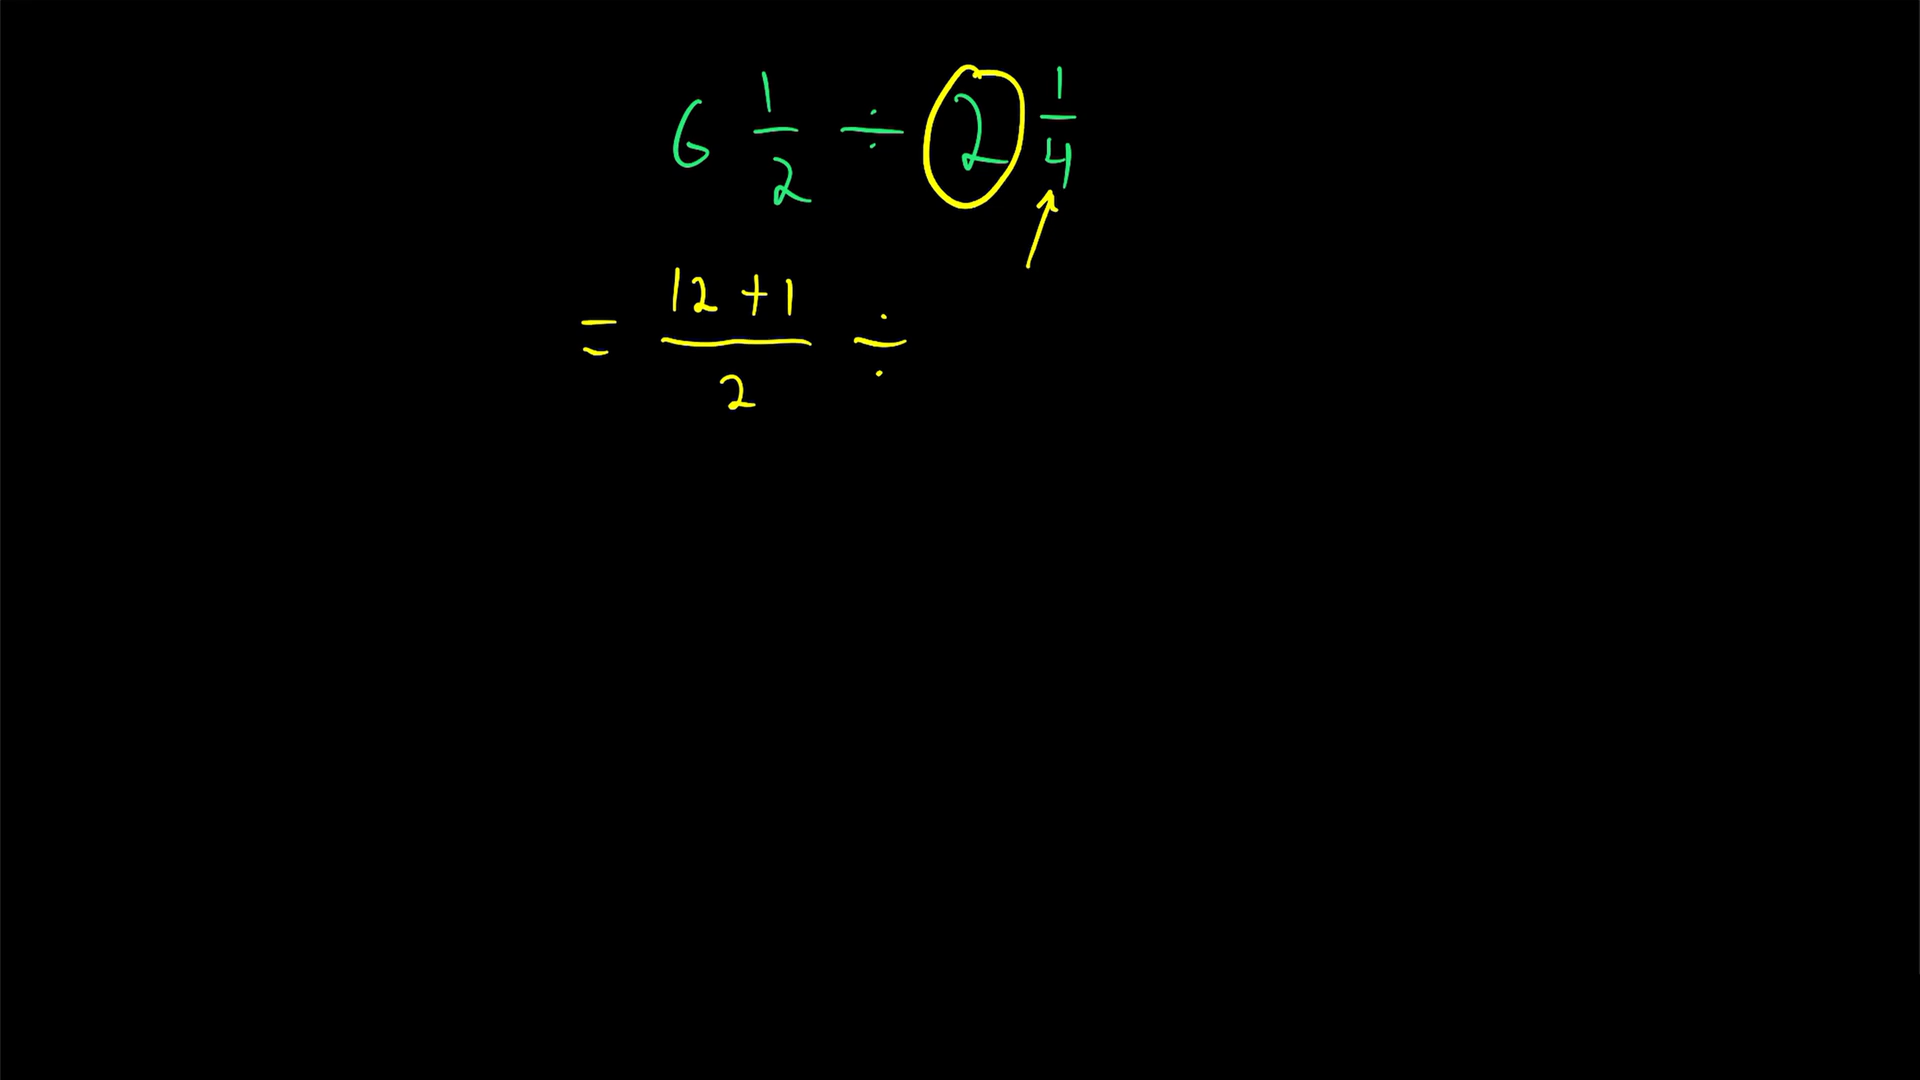 6 1/2 ÷ 2 1/4
= (12 + 1)/2 ÷